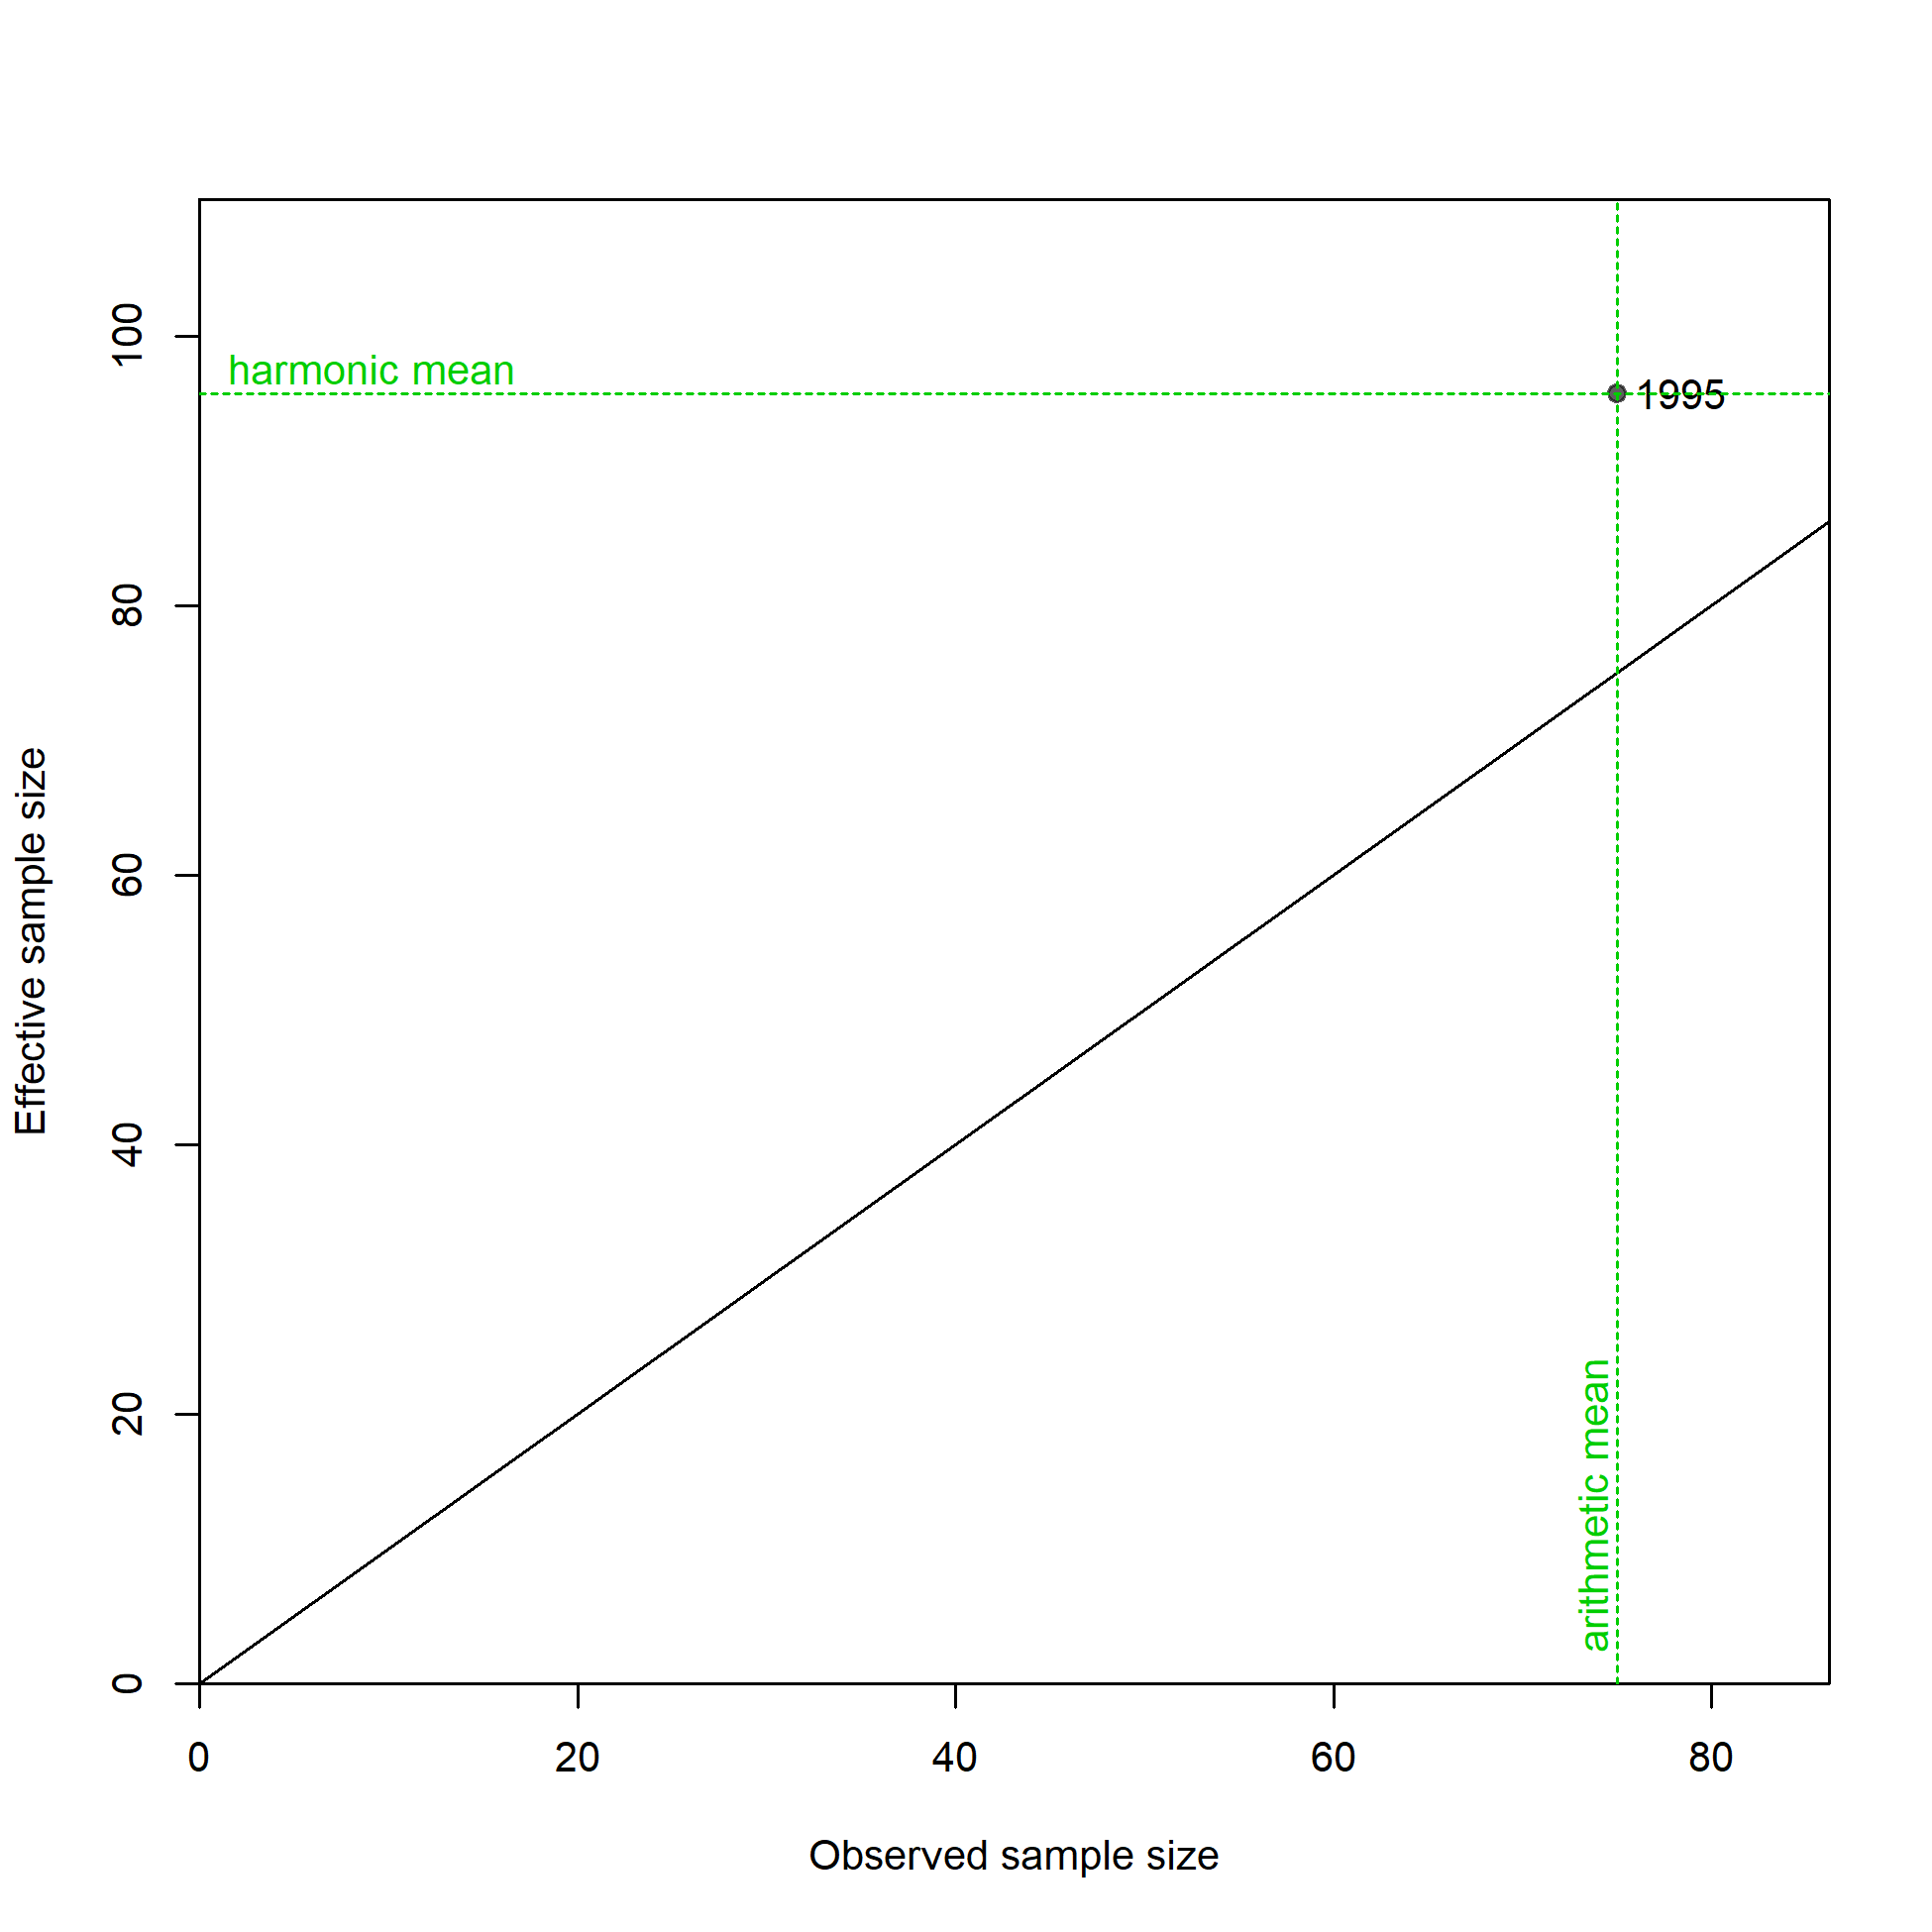 100
harmonic mean
1995
80
60
40
20
0
Effective sample size
arithmetic mean
0 20 40 60 80
Observed sample size